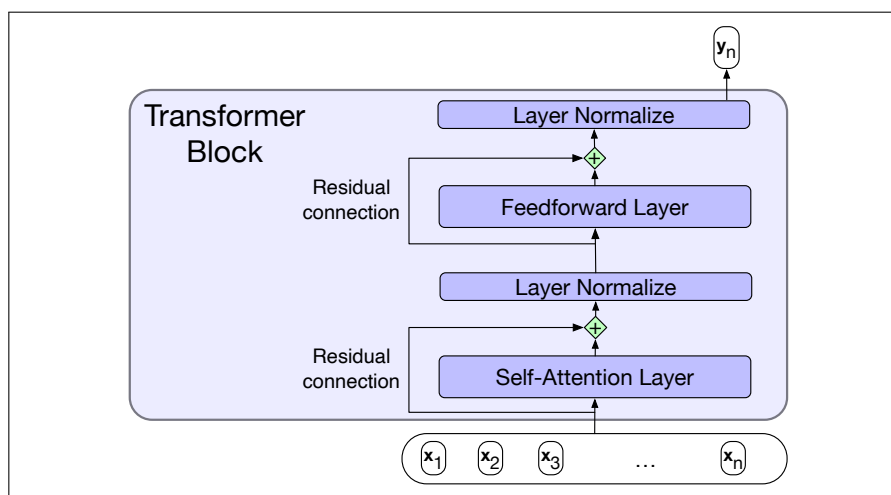 yn
Transformer
Block
Layer Normalize
+
Residual
connection
Feedforward Layer
Layer Normalize
+
Residual
connection
Self-Attention Layer
x1 x2 x3 ... xn